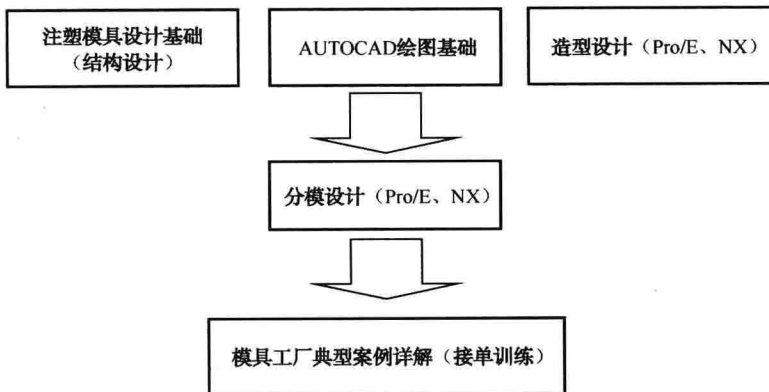 注塑模具设计基础
（结构设计）
AUTOCAD绘图基础
造型设计（Pro/E、NX）
分模设计（Pro/E、NX）
模具工厂典型案例详解（接单训练）